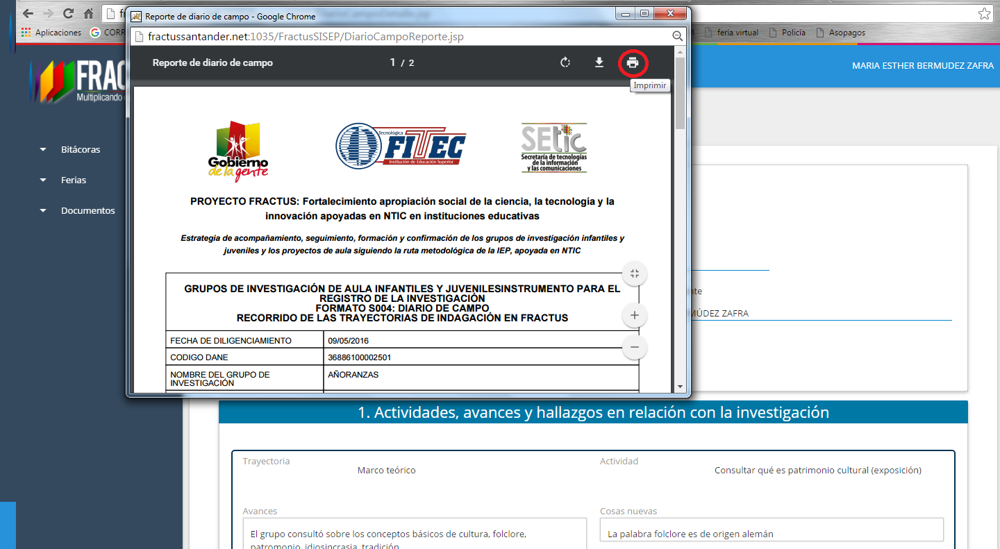 Reporte de diario de campo - Google Chrome
fractussantander.net:1035/FractusSISEP/DiarioCampoReporte.jsp
Aplicaciones
feria virtual
Policía
Asopagos
Reporte de diario de campo
1 / 2
Imprimir
MARIA ESTHER BERMUDEZ ZAFRA
Multiplicando
Bitácoras
Ferias
Documentos
Gobierno
de la gente
Tecnológica
FITEC
Institución de Educación Superior
SETic
Secretaría de tecnologías
de la información
y las comunicaciones
PROYECTO FRACTUS: Fortalecimiento apropiación social de la ciencia, la tecnología y la
innovación apoyadas en NTIC en instituciones educativas
Estrategia de acompañamiento, seguimiento, formación y confirmación de los grupos de investigación infantiles y
juveniles y los proyectos de aula siguiendo la ruta metodológica de la IEP, apoyada en NTIC
GRUPOS DE INVESTIGACIÓN DE AULA INFANTILES Y JUVENILESINSTRUMENTO PARA EL
REGISTRO DE LA INVESTIGACIÓN
FORMATO S004: DIARIO DE CAMPO
RECORRIDO DE LAS TRAYECTORIAS DE INDAGACIÓN EN FRACTUS
FECHA DE DILIGENCIAMIENTO 09/05/2016
CODIGO DANE 36886100002501
NOMBRE DEL GRUPO DE
INVESTIGACIÓN AÑORANZAS
MÚDEZ ZAFRA
1. Actividades, avances y hallazgos en relación con la investigación
Trayectoria
Marco teórico
Actividad
Consultar qué es patrimonio cultural (exposición)
Avances
El grupo consultó sobre los conceptos básicos de cultura, folclore,
patromonio, idiosincrasia, tradición
Cosas nuevas
La palabra folclore es de origen alemán